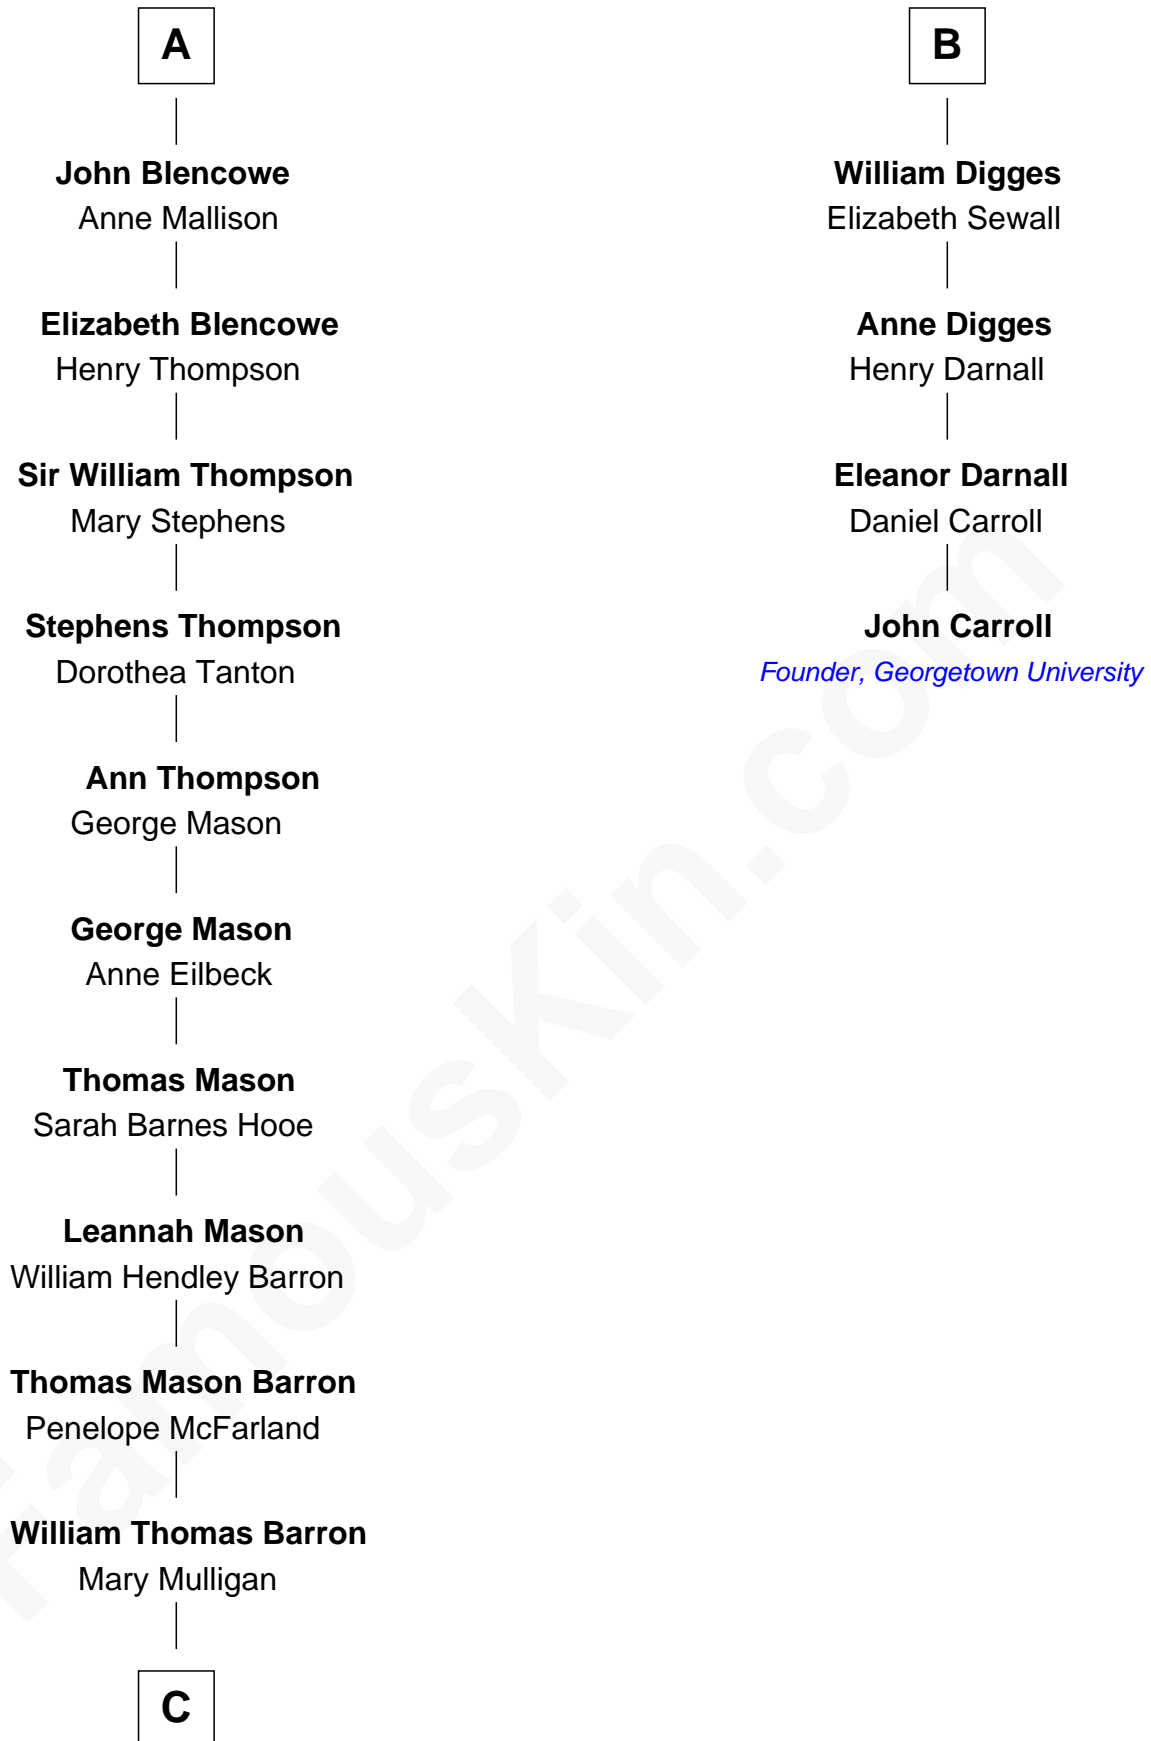 A
John Blencowe
Anne Mallison
Elizabeth Blencowe
Henry Thompson
Sir William Thompson
Mary Stephens
Stephens Thompson
Dorothea Tanton
Ann Thompson
George Mason
George Mason
Anne Eilbeck
Thomas Mason
Sarah Barnes Hooe
Leannah Mason
William Hendley Barron
Thomas Mason Barron
Penelope McFarland
William Thomas Barron
Mary Mulligan
C
B
William Digges
Elizabeth Sewall
Anne Digges
Henry Darnall
Eleanor Darnall
Daniel Carroll
John Carroll
Founder, Georgetown University
FamousKin.com